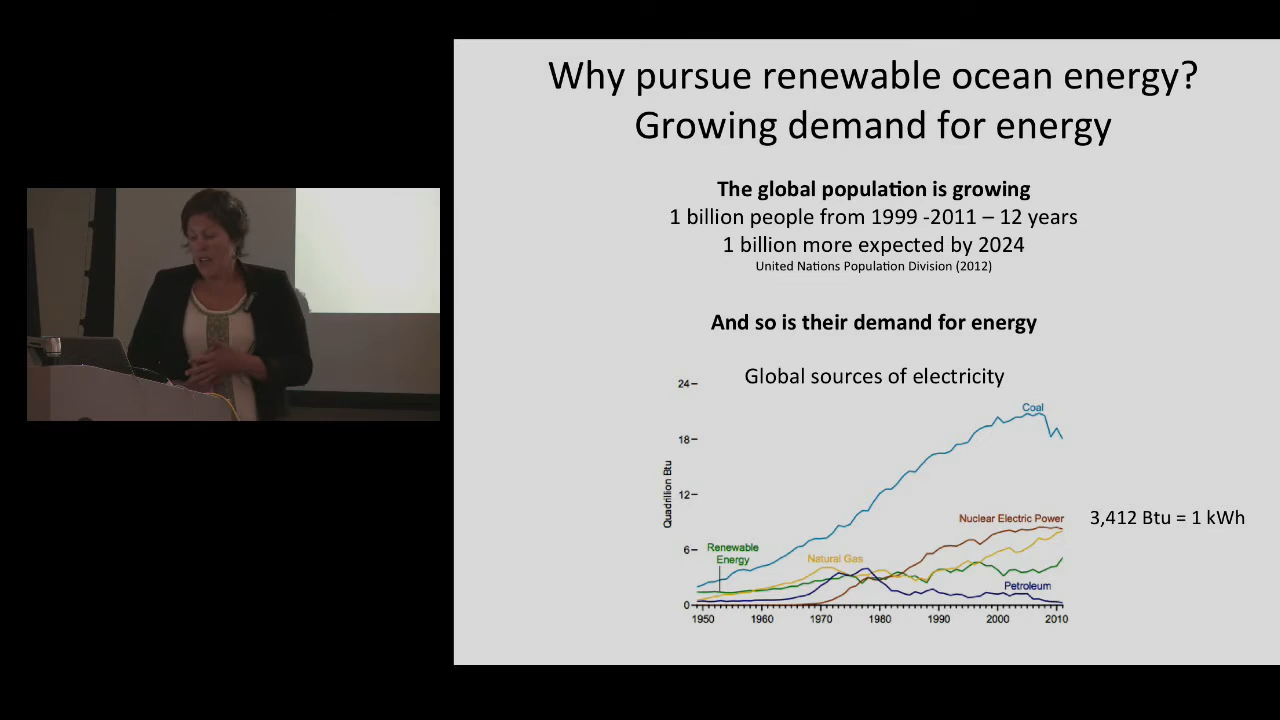 Why pursue renewable ocean energy?
Growing demand for energy
The global population is growing
1 billion people from 1999 -2011 – 12 years
1 billion more expected by 2024
United Nations Population Division (2012)
And so is their demand for energy
Global sources of electricity
24
18
12
6
0
Quadrillion Btu
Coal
Nuclear Electric Power
Renewable
Energy
Natural Gas
Petroleum
1950 1960 1970 1980 1990 2000 2010
3,412 Btu = 1 kWh